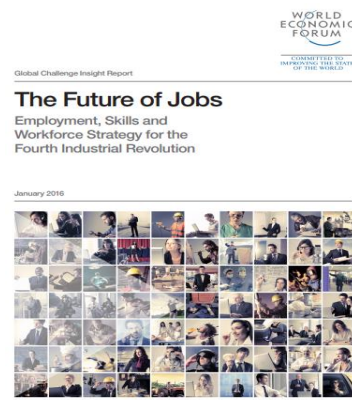 WORLD
ECONOMIC
FORUM
COMMITTED TO
IMPROVING THE STATE
OF THE WORLD
Global Challenge Insight Report
The Future of Jobs
Employment, Skills and
Workforce Strategy for the
Fourth Industrial Revolution
January 2016